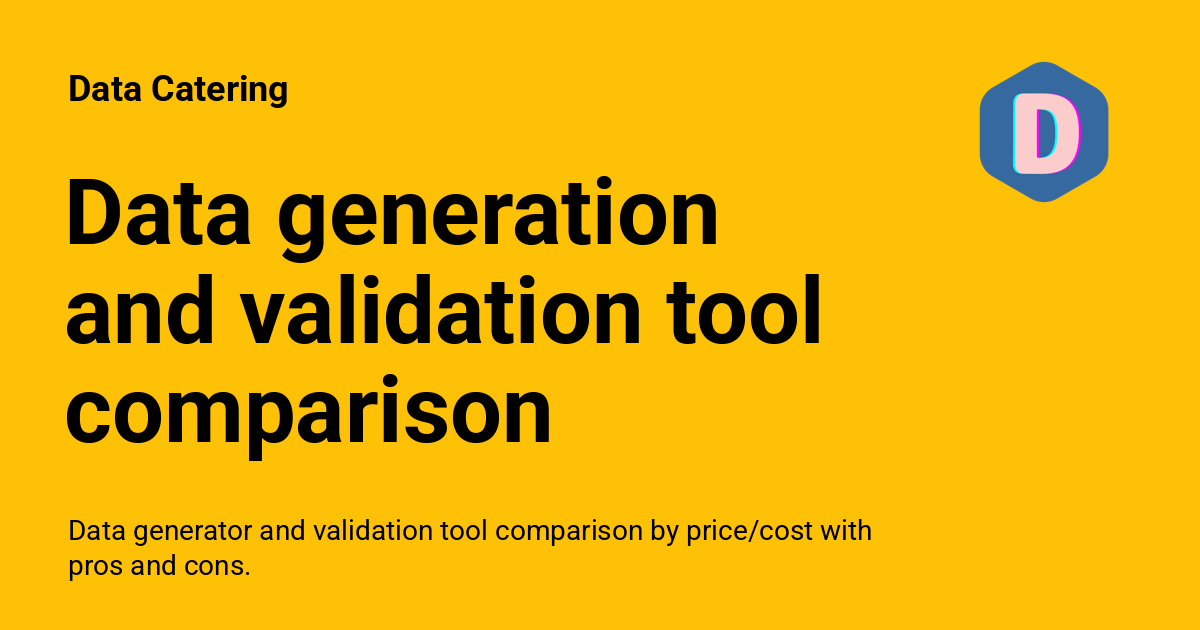 Data Catering
D
Data generation
and validation tool
comparison
Data generator and validation tool comparison by price/cost with
pros and cons.